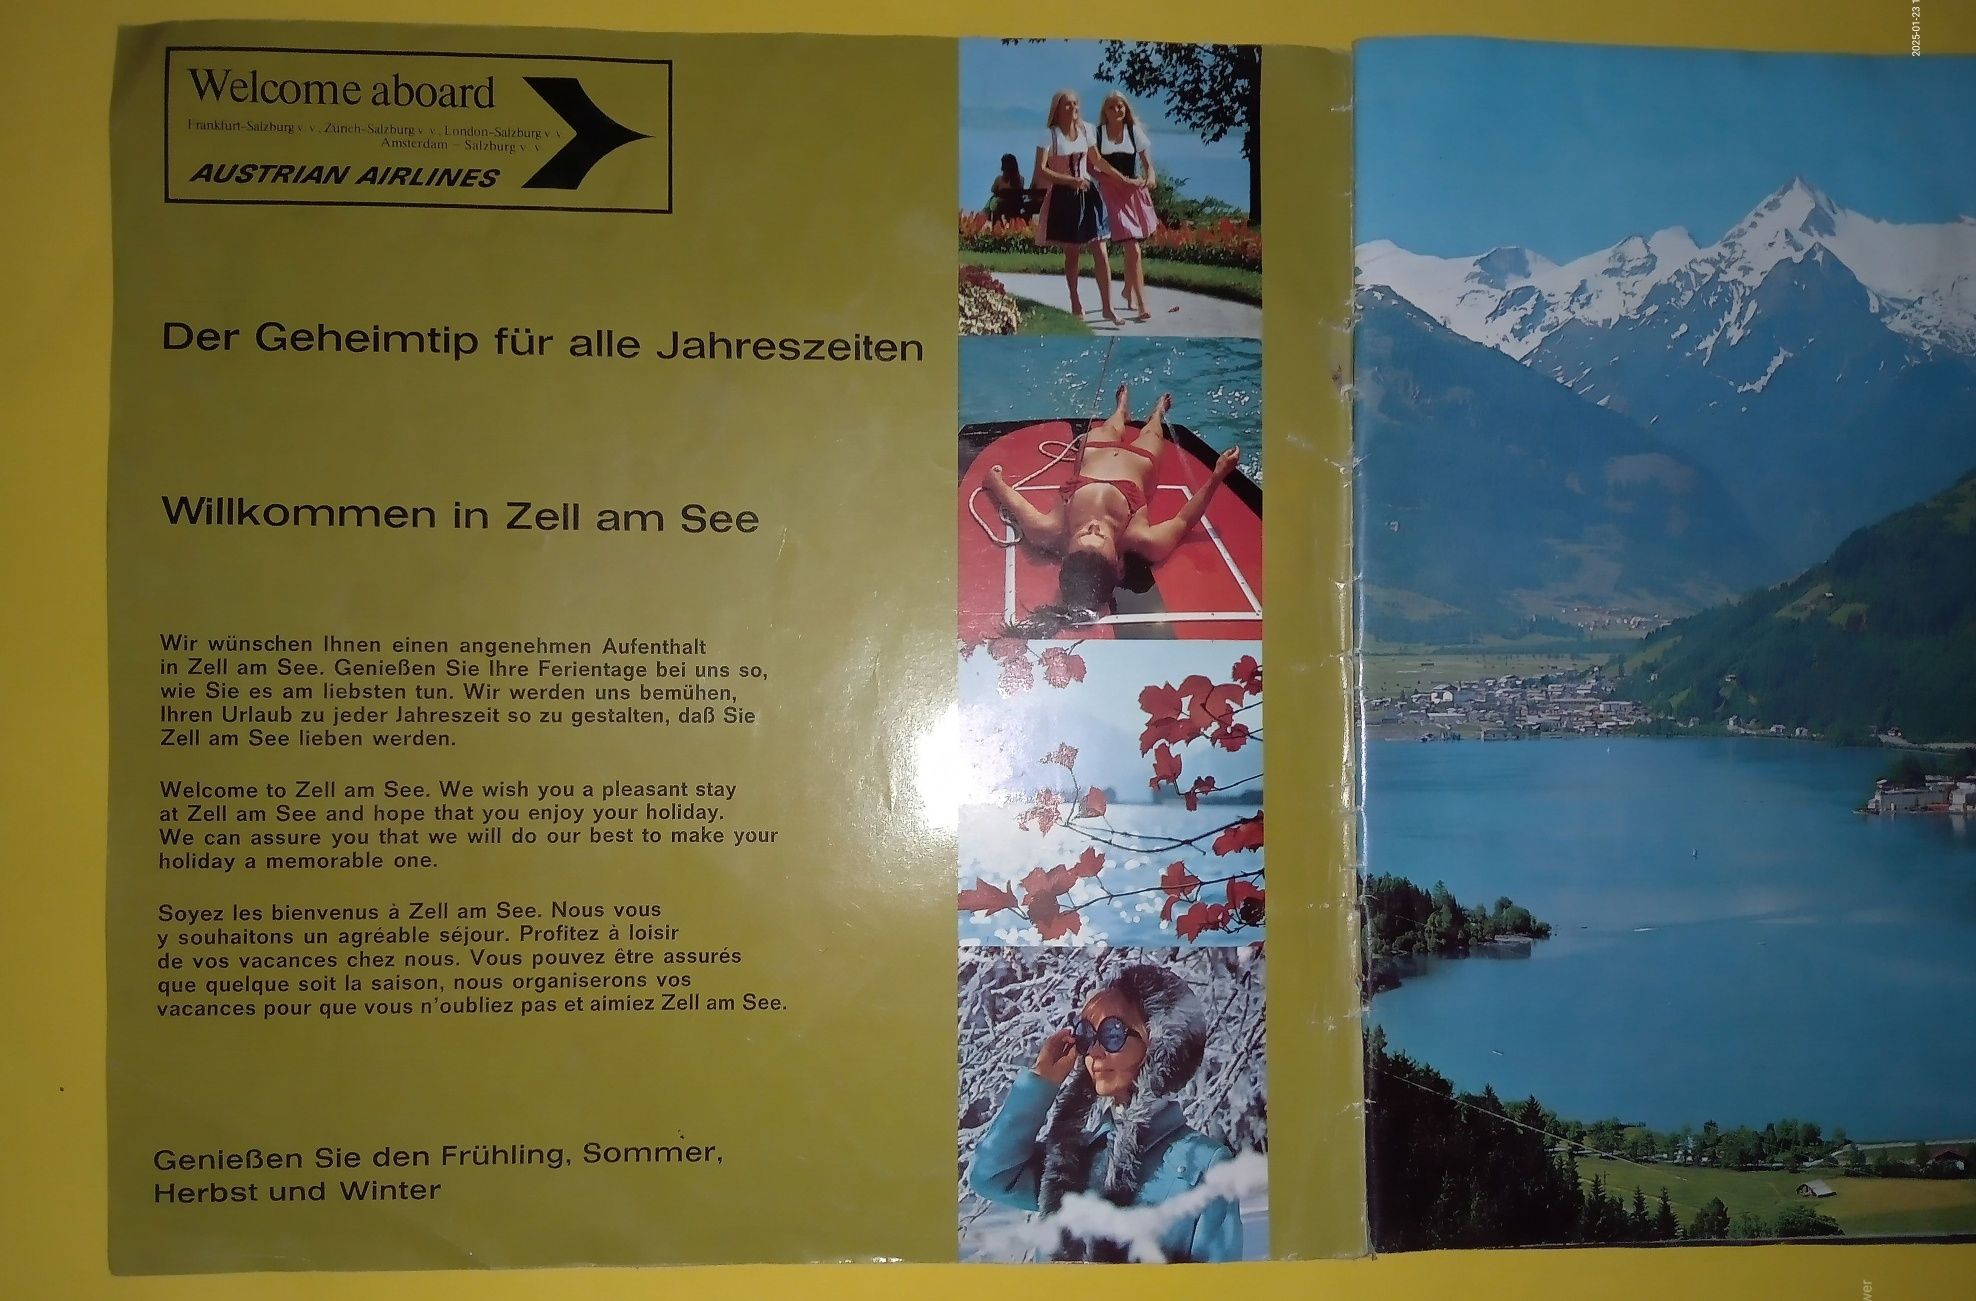 Welcome aboard
Frankfurt-Salzburg v. v., Zürich-Salzburg v. v., London-Salzburg v. v.
Amsterdam - Salzburg v. v.
AUSTRIAN AIRLINES
Der Geheimtip für alle Jahreszeiten
Willkommen in Zell am See
Wir wünschen Ihnen einen angenehmen Aufenthalt
in Zell am See. Genießen Sie Ihre Ferientage bei uns so,
wie Sie es am liebsten tun. Wir werden uns bemühen,
Ihren Urlaub zu jeder Jahreszeit so zu gestalten, daß Sie
Zell am See lieben werden.
Welcome to Zell am See. We wish you a pleasant stay
at Zell am See and hope that you enjoy your holiday.
We can assure you that we will do our best to make your
holiday a memorable one.
Soyez les bienvenus à Zell am See. Nous vous
y souhaitons un agréable séjour. Profitez à loisir
de vos vacances chez nous. Vous pouvez être assurés
que quelque soit la saison, nous organiserons vos
vacances pour que vous n'oubliez pas et aimiez Zell am See.
Genießen Sie den Frühling, Sommer,
Herbst und Winter
2025-01-23